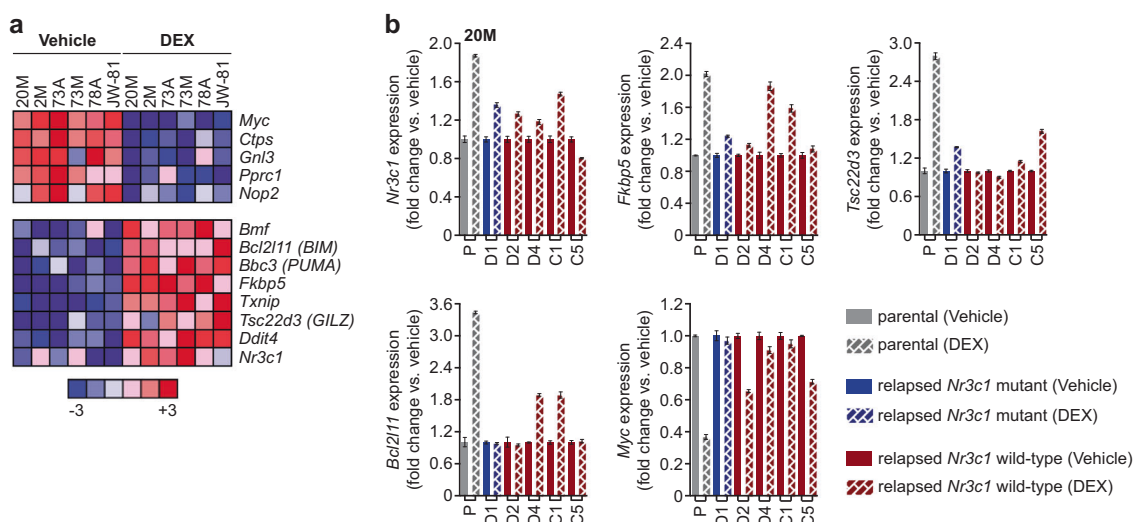 a
Vehicle DEX
20M 2M 73A 73M 78A JW-81 20M 2M 73A 73M 78A JW-81
Myc
Ctps
Gnl3
Pprc1
Nop2
Bmf
Bcl2l11 (BIM)
Bbc3 (PUMA)
Fkbp5
Txnip
Tsc22d3 (GILZ)
Ddit4
Nr3c1
-3 +3
b
20M
Nr3c1 expression
(fold change vs. vehicle)
2.0
1.6
1.2
0.8
0.4
0
P D1 D2 D4 C1 C5
Fkbp5 expression
(fold change vs. vehicle)
2.4
2.0
1.6
1.2
0.8
0.4
0
P D1 D2 D4 C1 C5
Tsc22d3 expression
(fold change vs. vehicle)
3.0
2.4
1.8
1.2
0.6
0
P D1 D2 D4 C1 C5
Bcl2l11 expression
(fold change vs. vehicle)
3.6
3.0
2.4
1.8
1.2
0.6
0
P D1 D2 D4 C1 C5
Myc expression
(fold change vs. vehicle)
1.2
1.0
0.8
0.6
0.4
0.2
0
P D1 D2 D4 C1 C5
parental (Vehicle)
parental (DEX)
relapsed Nr3c1 mutant (Vehicle)
relapsed Nr3c1 mutant (DEX)
relapsed Nr3c1 wild-type (Vehicle)
relapsed Nr3c1 wild-type (DEX)